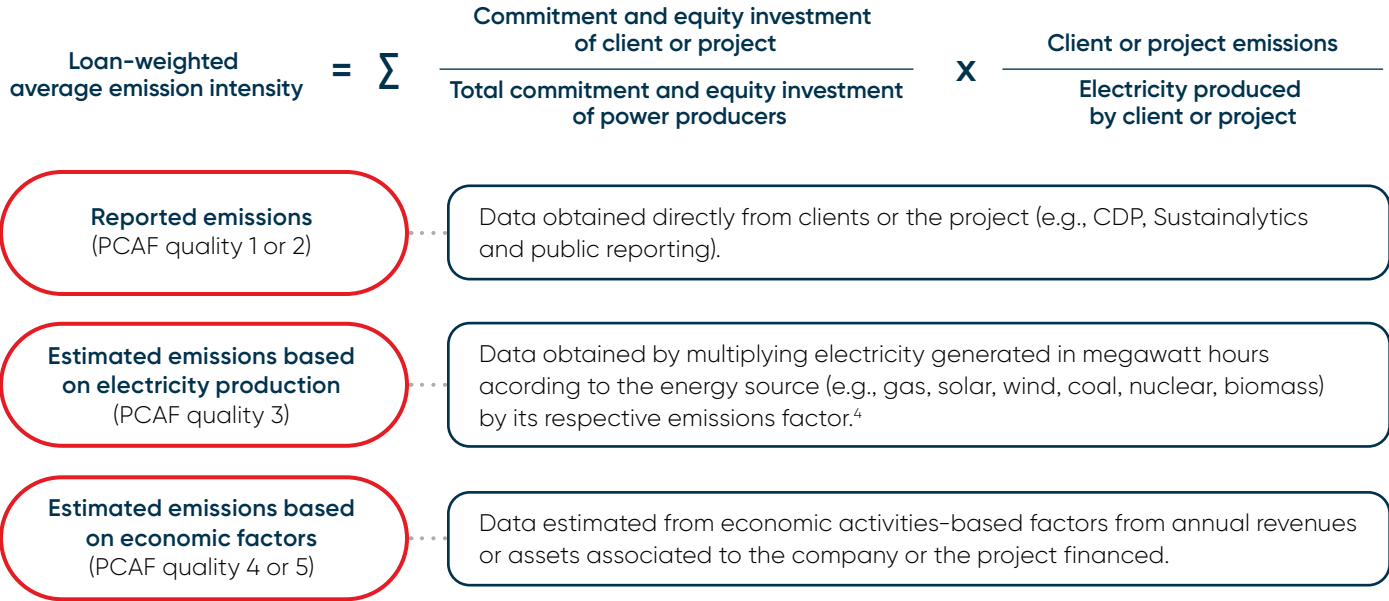 Loan-weighted
average emission intensity
= Σ
Commitment and equity investment
of client or project
Total commitment and equity investment
of power producers
x
Client or project emissions
Electricity produced
by client or project
Reported emissions
(PCAF quality 1 or 2)
Data obtained directly from clients or the project (e.g., CDP, Sustainalytics
and public reporting).
Estimated emissions based
on electricity production
(PCAF quality 3)
Data obtained by multiplying electricity generated in megawatt hours
acording to the energy source (e.g., gas, solar, wind, coal, nuclear, biomass)
by its respective emissions factor.⁴
Estimated emissions based
on economic factors
(PCAF quality 4 or 5)
Data estimated from economic activities-based factors from annual revenues
or assets associated to the company or the project financed.